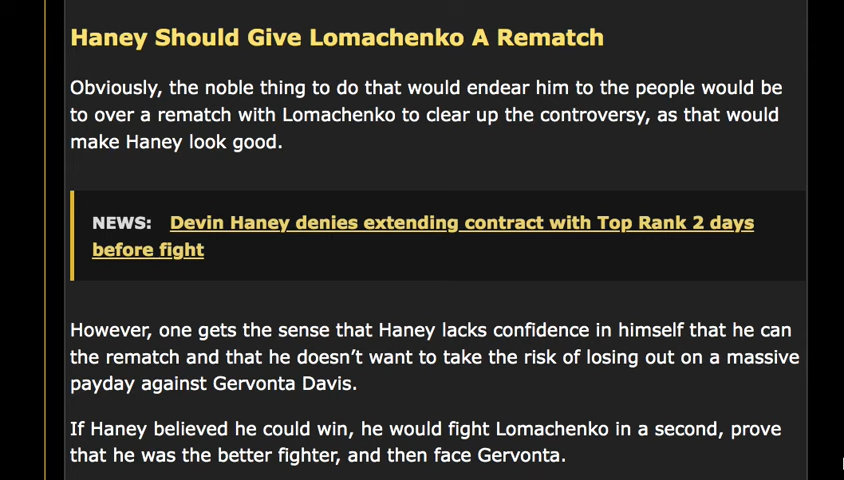 Haney Should Give Lomachenko A Rematch
Obviously, the noble thing to do that would endear him to the people would be
to over a rematch with Lomachenko to clear up the controversy, as that would
make Haney look good.
NEWS: Devin Haney denies extending contract with Top Rank 2 days
before fight
However, one gets the sense that Haney lacks confidence in himself that he can
the rematch and that he doesn’t want to take the risk of losing out on a massive
payday against Gervonta Davis.
If Haney believed he could win, he would fight Lomachenko in a second, prove
that he was the better fighter, and then face Gervonta.